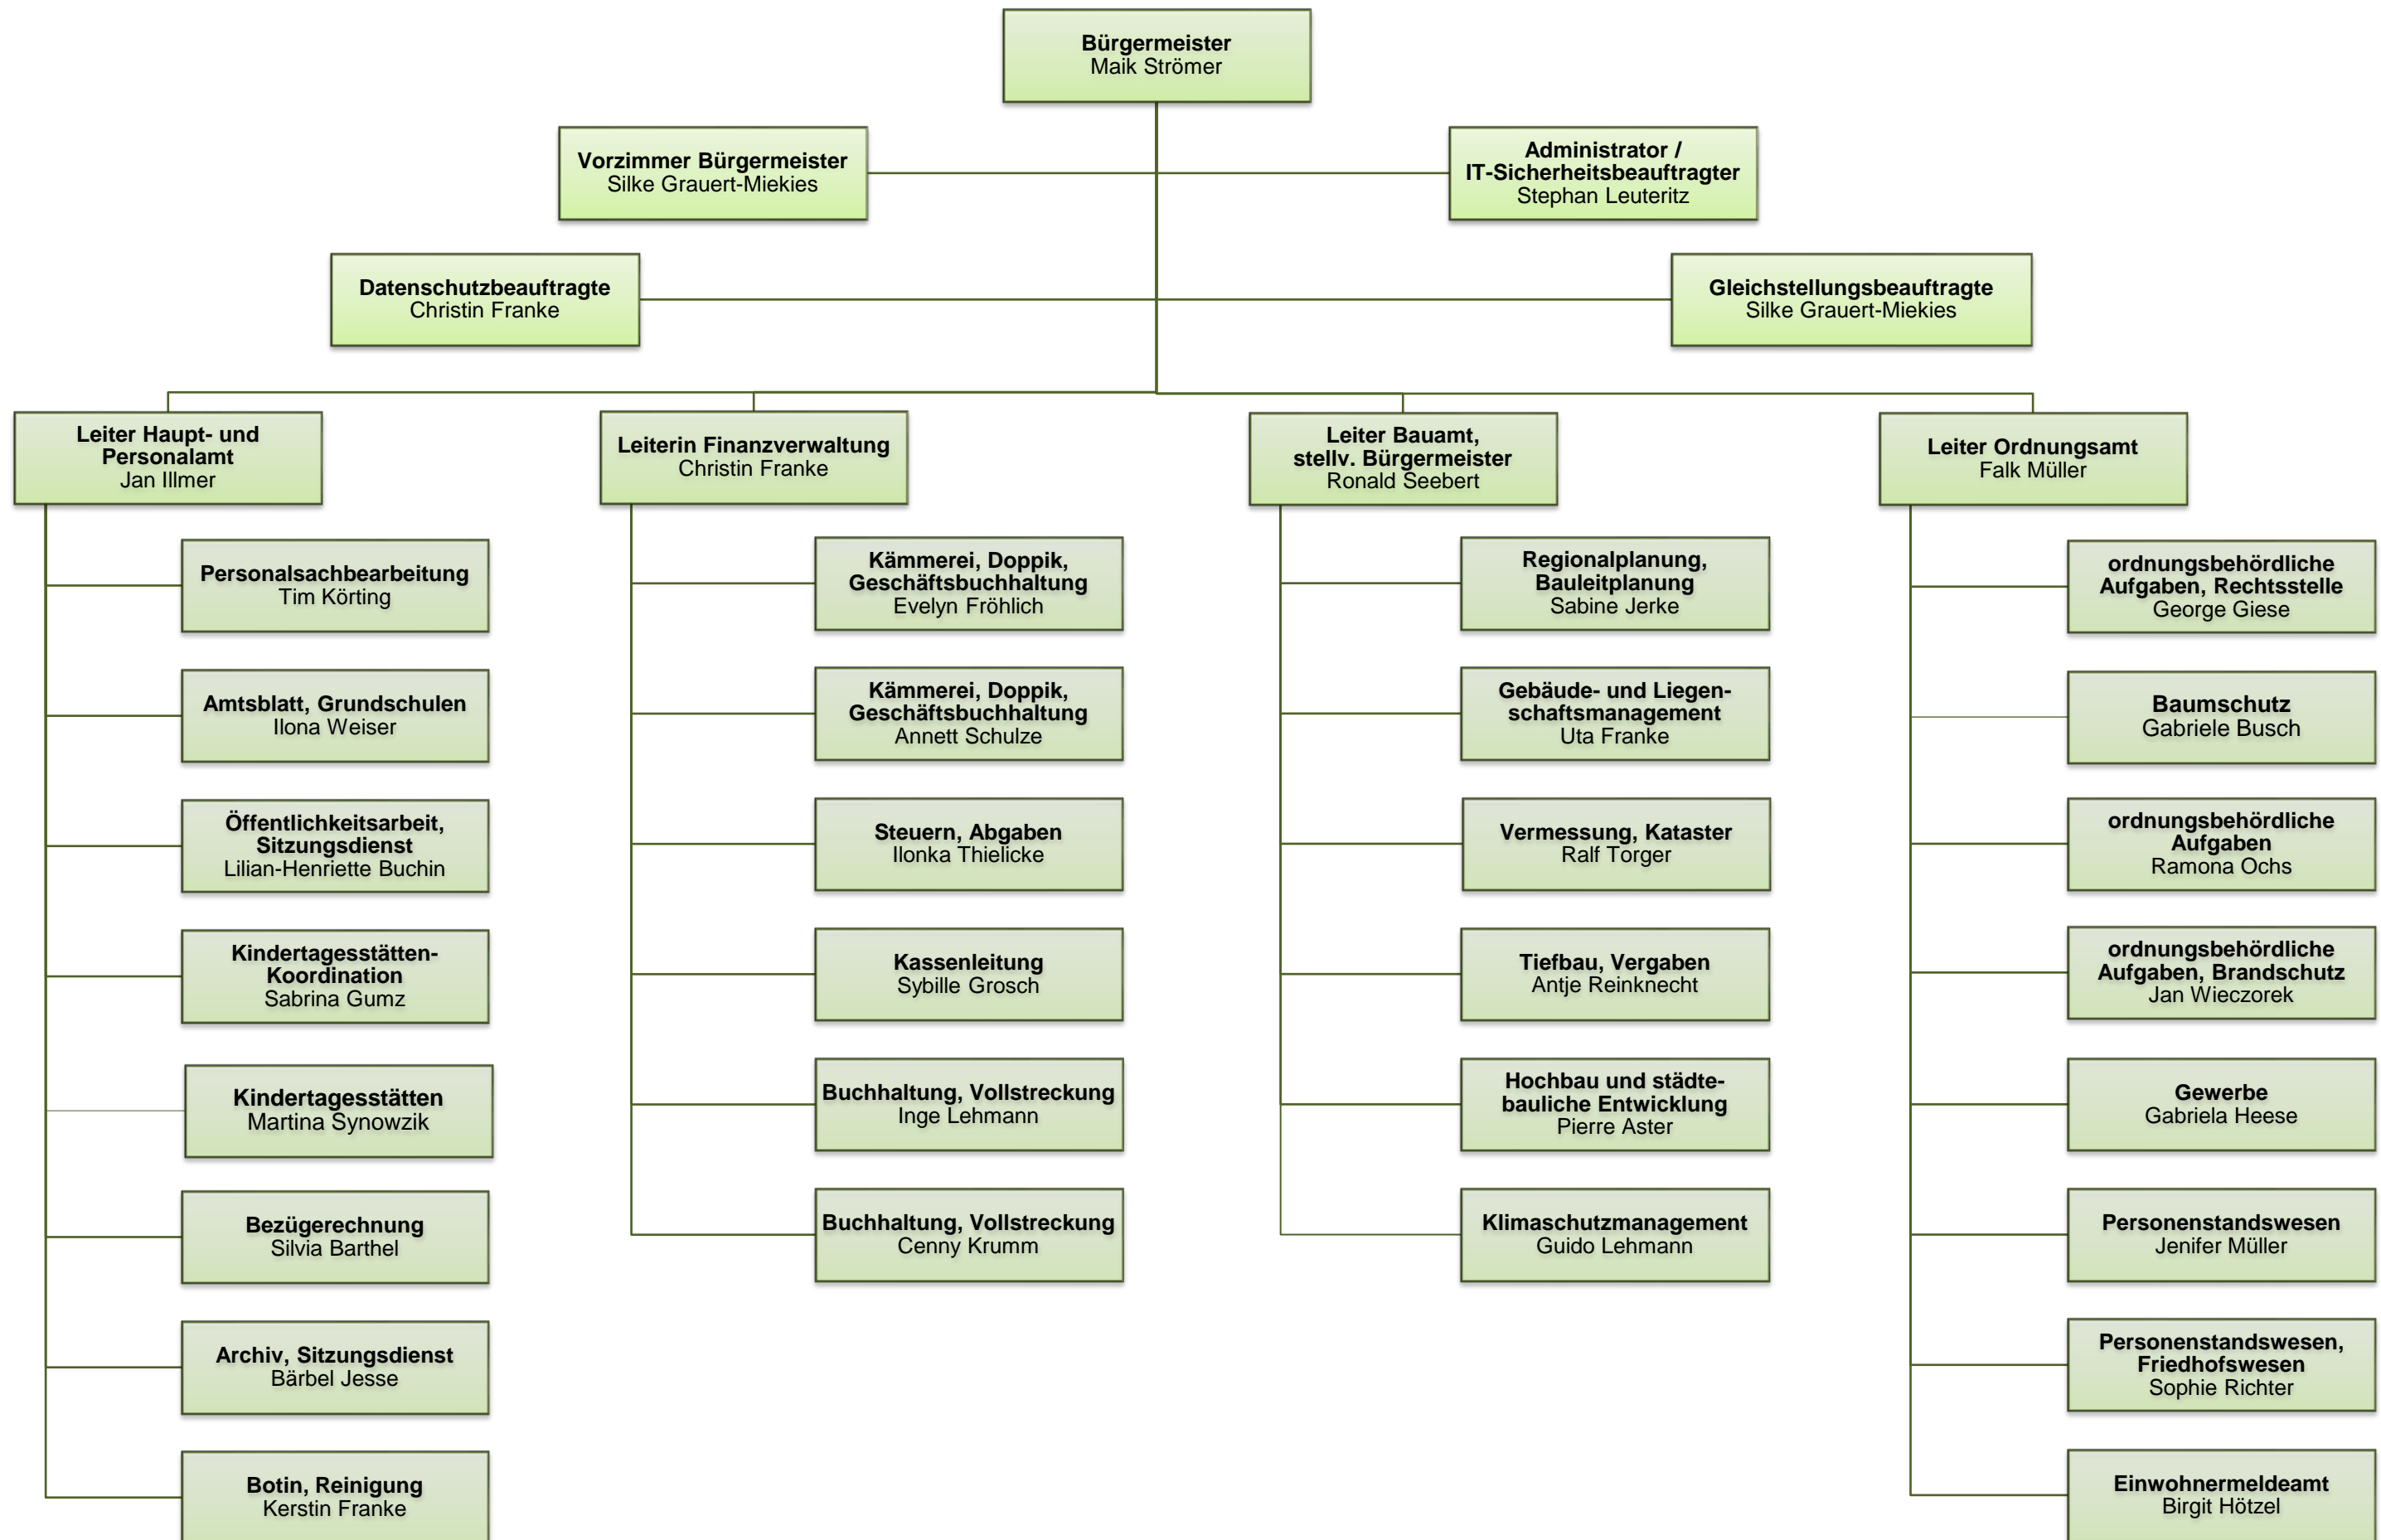 Bürgermeister
Maik Strömer
Vorzimmer Bürgermeister
Silke Grauert-Miekies
Administrator /
IT-Sicherheitsbeauftragter
Stephan Leuteritz
Datenschutzbeauftragte
Christin Franke
Gleichstellungsbeauftragte
Silke Grauert-Miekies
Leiter Haupt- und
Personalamt
Jan Illmer
Personalsachbearbeitung
Tim Körting
Amtsblatt, Grundschulen
Ilona Weiser
Öffentlichkeitsarbeit,
Sitzungsdienst
Lilian-Henriette Buchin
Kindertagesstätten-
Koordination
Sabrina Gumz
Kindertagesstätten
Martina Synowzik
Bezügerechnung
Silvia Barthel
Archiv, Sitzungsdienst
Bärbel Jesse
Botin, Reinigung
Kerstin Franke
Leiterin Finanzverwaltung
Christin Franke
Kämmerei, Doppik,
Geschäftsbuchhaltung
Evelyn Fröhlich
Kämmerei, Doppik,
Geschäftsbuchhaltung
Annett Schulze
Steuern, Abgaben
Ilonka Thielicke
Kassenleitung
Sybille Grosch
Buchhaltung, Vollstreckung
Inge Lehmann
Buchhaltung, Vollstreckung
Cenny Krumm
Leiter Bauamt,
stellv. Bürgermeister
Ronald Seebert
Regionalplanung,
Bauleitplanung
Sabine Jerke
Gebäude- und Liegen-
schaftsmanagement
Uta Franke
Vermessung, Kataster
Ralf Torger
Tiefbau, Vergaben
Antje Reinknecht
Hochbau und städte-
bauliche Entwicklung
Pierre Aster
Klimaschutzmanagement
Guido Lehmann
Leiter Ordnungsamt
Falk Müller
ordnungsbehördliche
Aufgaben, Rechtsstelle
George Giese
Baumschutz
Gabriele Busch
ordnungsbehördliche
Aufgaben
Ramona Ochs
ordnungsbehördliche
Aufgaben, Brandschutz
Jan Wieczorek
Gewerbe
Gabriela Heese
Personenstandswesen
Jenifer Müller
Personenstandswesen,
Friedhofswesen
Sophie Richter
Einwohnermeldeamt
Birgit Hötzel